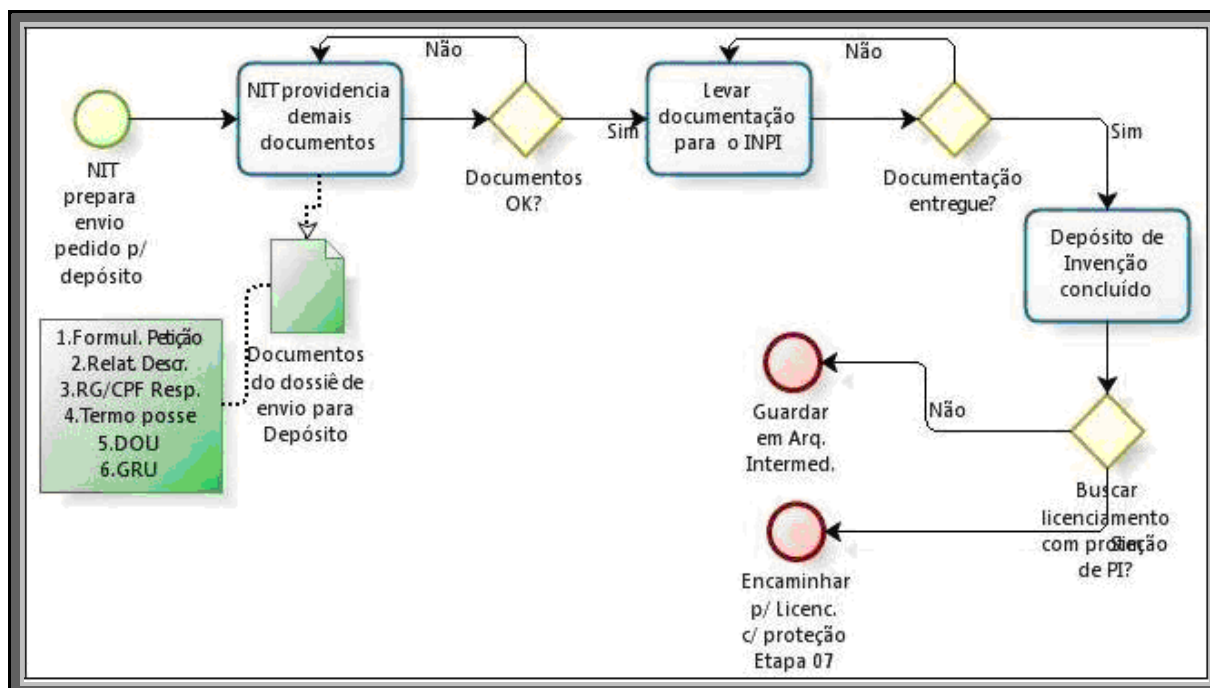 NIT
prepara
envio
pedido p/
depósito
NIT providencia
demais
documentos
Não
Documentos
OK?
Sim
Levar
documentação
para o INPI
Não
Documentação
entregue?
Sim
Depósito de
Invenção
concluído
1.Formul. Petição
2.Relat. Descr.
3.RG/CPF Resp.
4.Termo posse
5.DOU
6.GRU
Documentos
do dossiê de
envio para
Depósito
Guardar
em Arq.
Intermed.
Não
Buscar
licenciamento
com proteção
de PI?
Sim
Encaminhar
p/ Licenc.
c/ proteção
Etapa 07